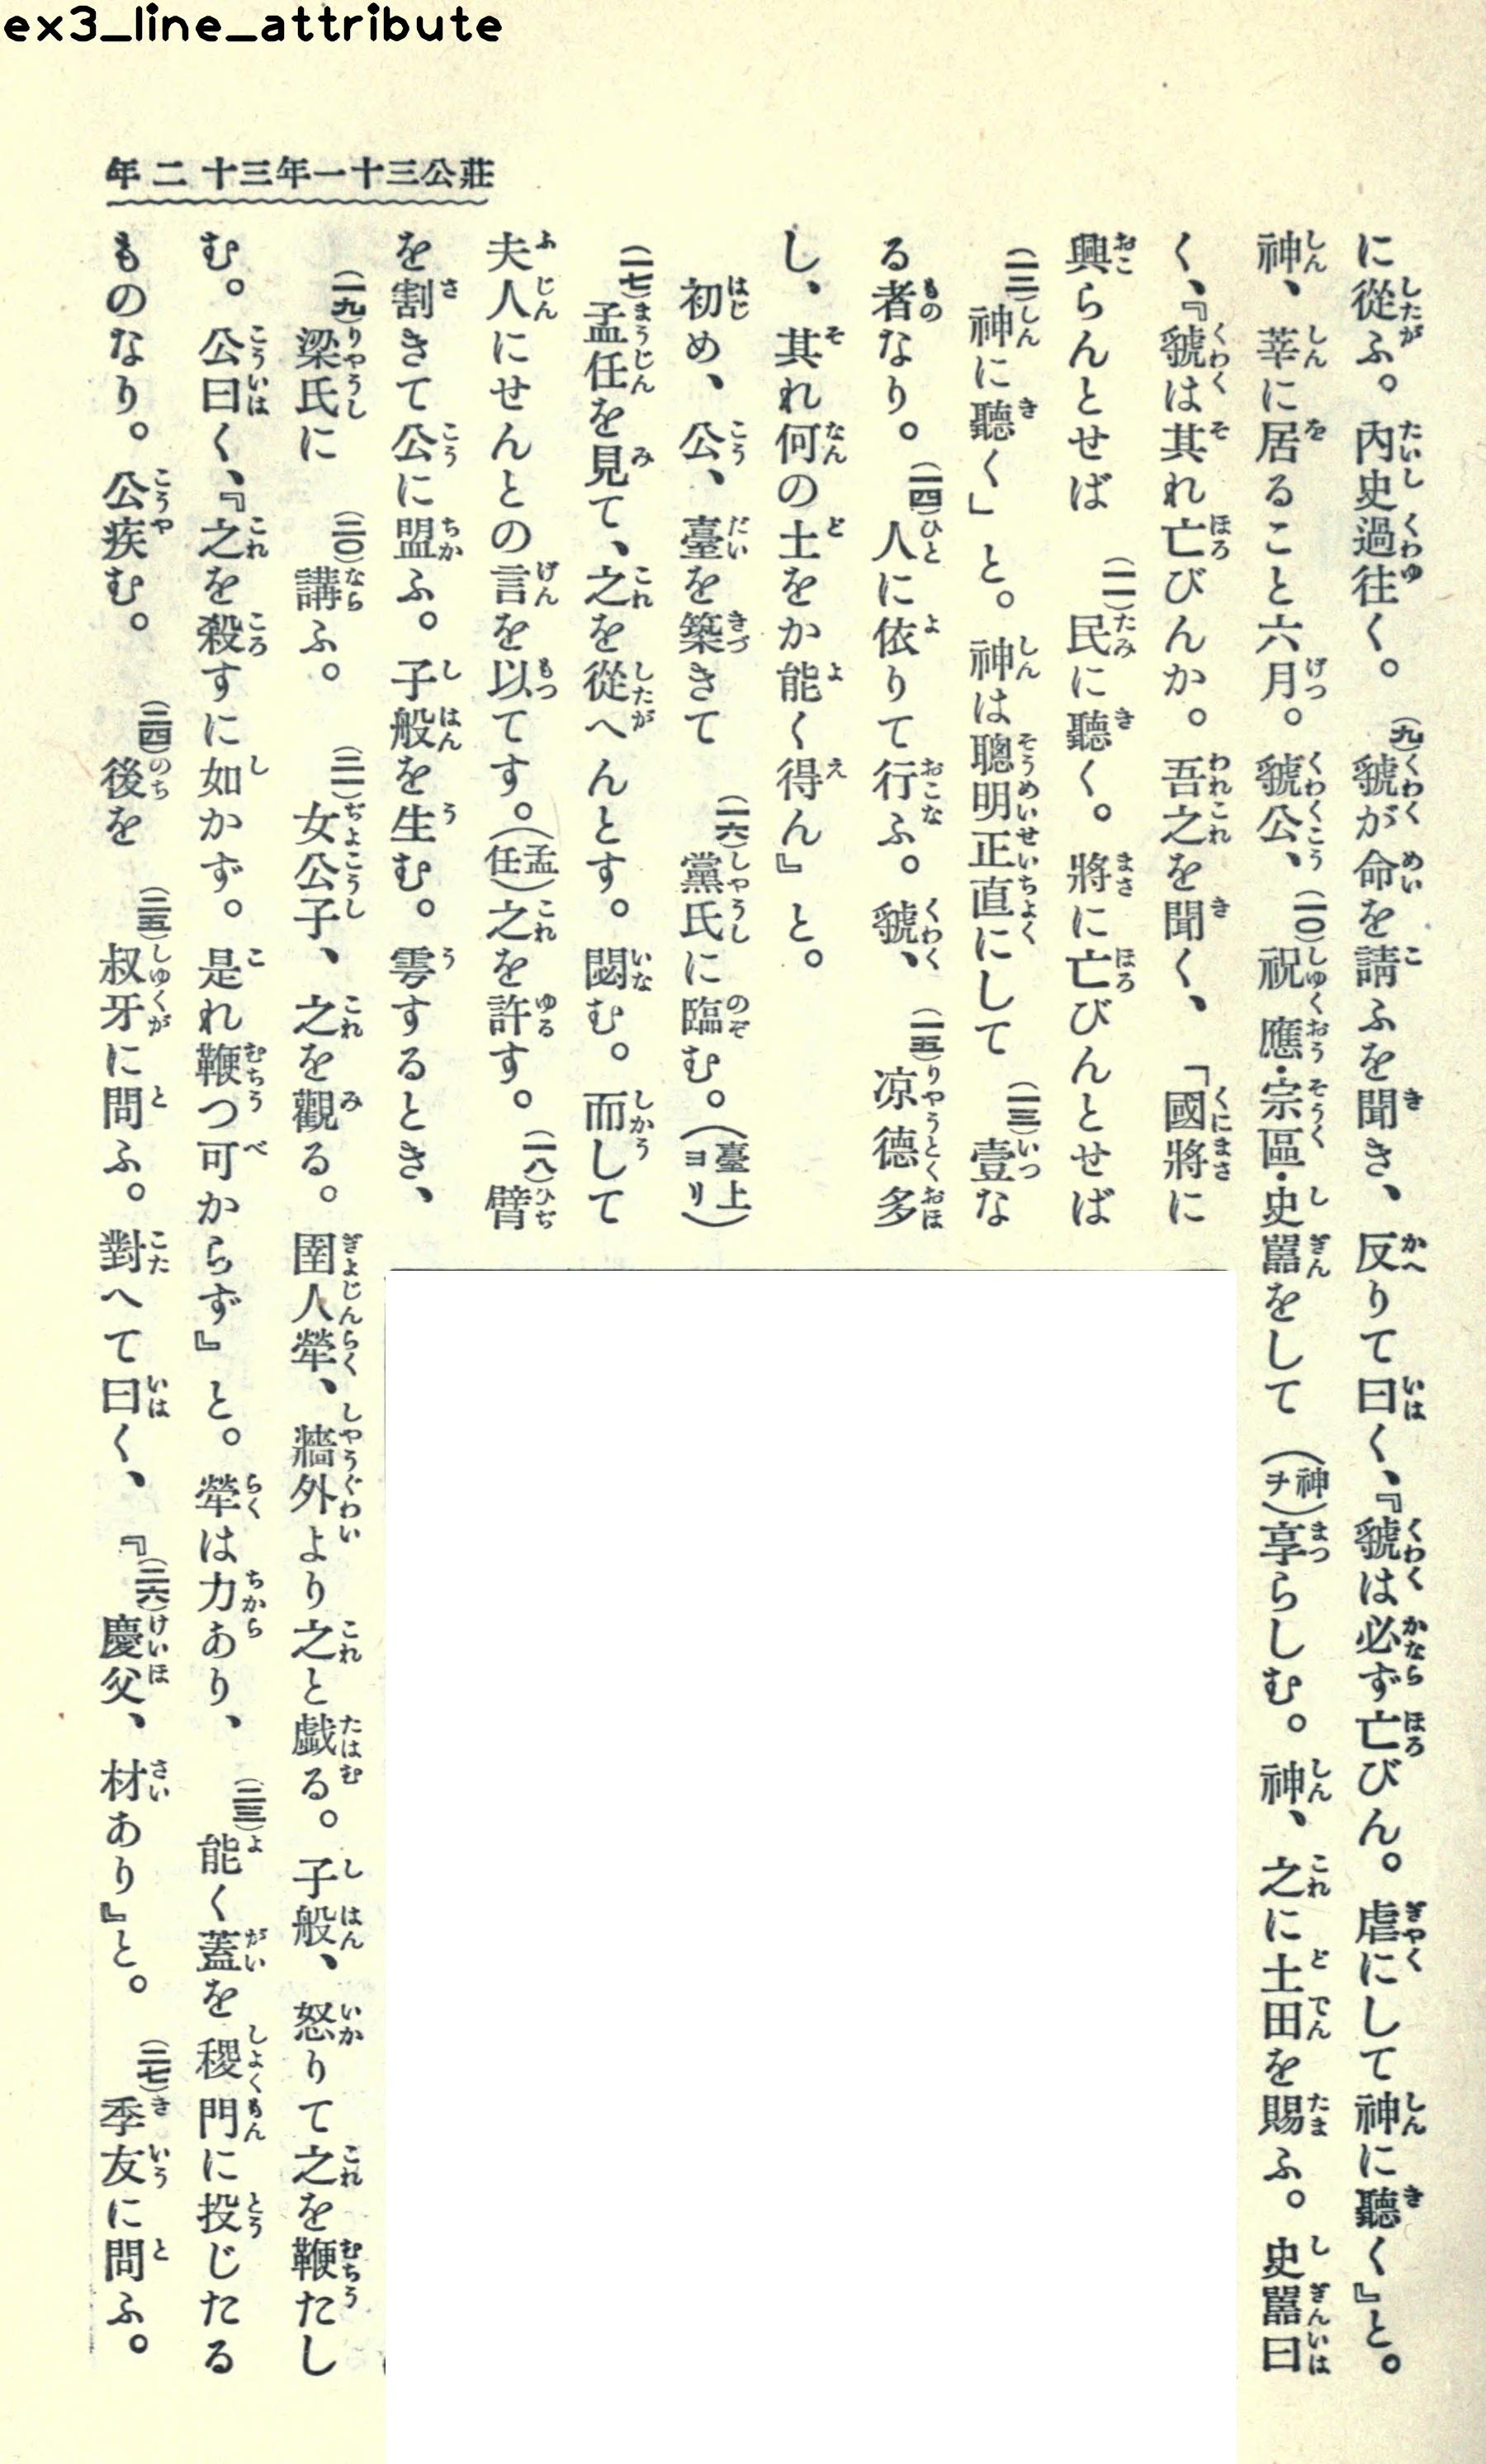 ex3_line_attribute
莊公三十一年三十二年
に從ふ。內史過往く。(九)虢が命を請ふを聞き、反りて曰く、『虢は必ず亡びん。虐にして神に聽く』と。
神、莘に居ること六月。虢公、(一〇)祝應·宗區·史嚚をして(神ヲ)享らしむ。神、之に土田を賜ふ。史嚚曰
く、『虢は其れ亡びんか。吾之を聞く、「國將に
興らんとせば(一一)民に聽く。將に亡びんとせば
(一二)神に聽く」と。神は聰明正直にして(一三)壹な
る者なり。(一四)人に依りて行ふ。虢、(一五)凉德多
し、其れ何の土をか能く得ん』と。
初め、公、臺を築きて(一六)黨氏に臨む。(臺上ヨリ)
(一七)孟任を見て、之を從へんとす。閟む。而して
夫人にせんとの言を以てす。(孟任)之を許す。(一八)臂
を割きて公に盟ふ。子般を生む。雩するとき、
(一九)梁氏に(二〇)講ふ。(二一)女公子、之を觀る。圉人犖、牆外より之と戲る。子般、怒りて之を鞭たし
む。公曰く、『之を殺すに如かず。是れ鞭つ可からず』と。犖は力あり、(二三)能く蓋を稷門に投じたる
ものなり。公疾む。(二四)後を(二五)叔牙に問ふ。對へて曰く、『(二六)慶父、材あり』と。(二七)季友に問ふ。